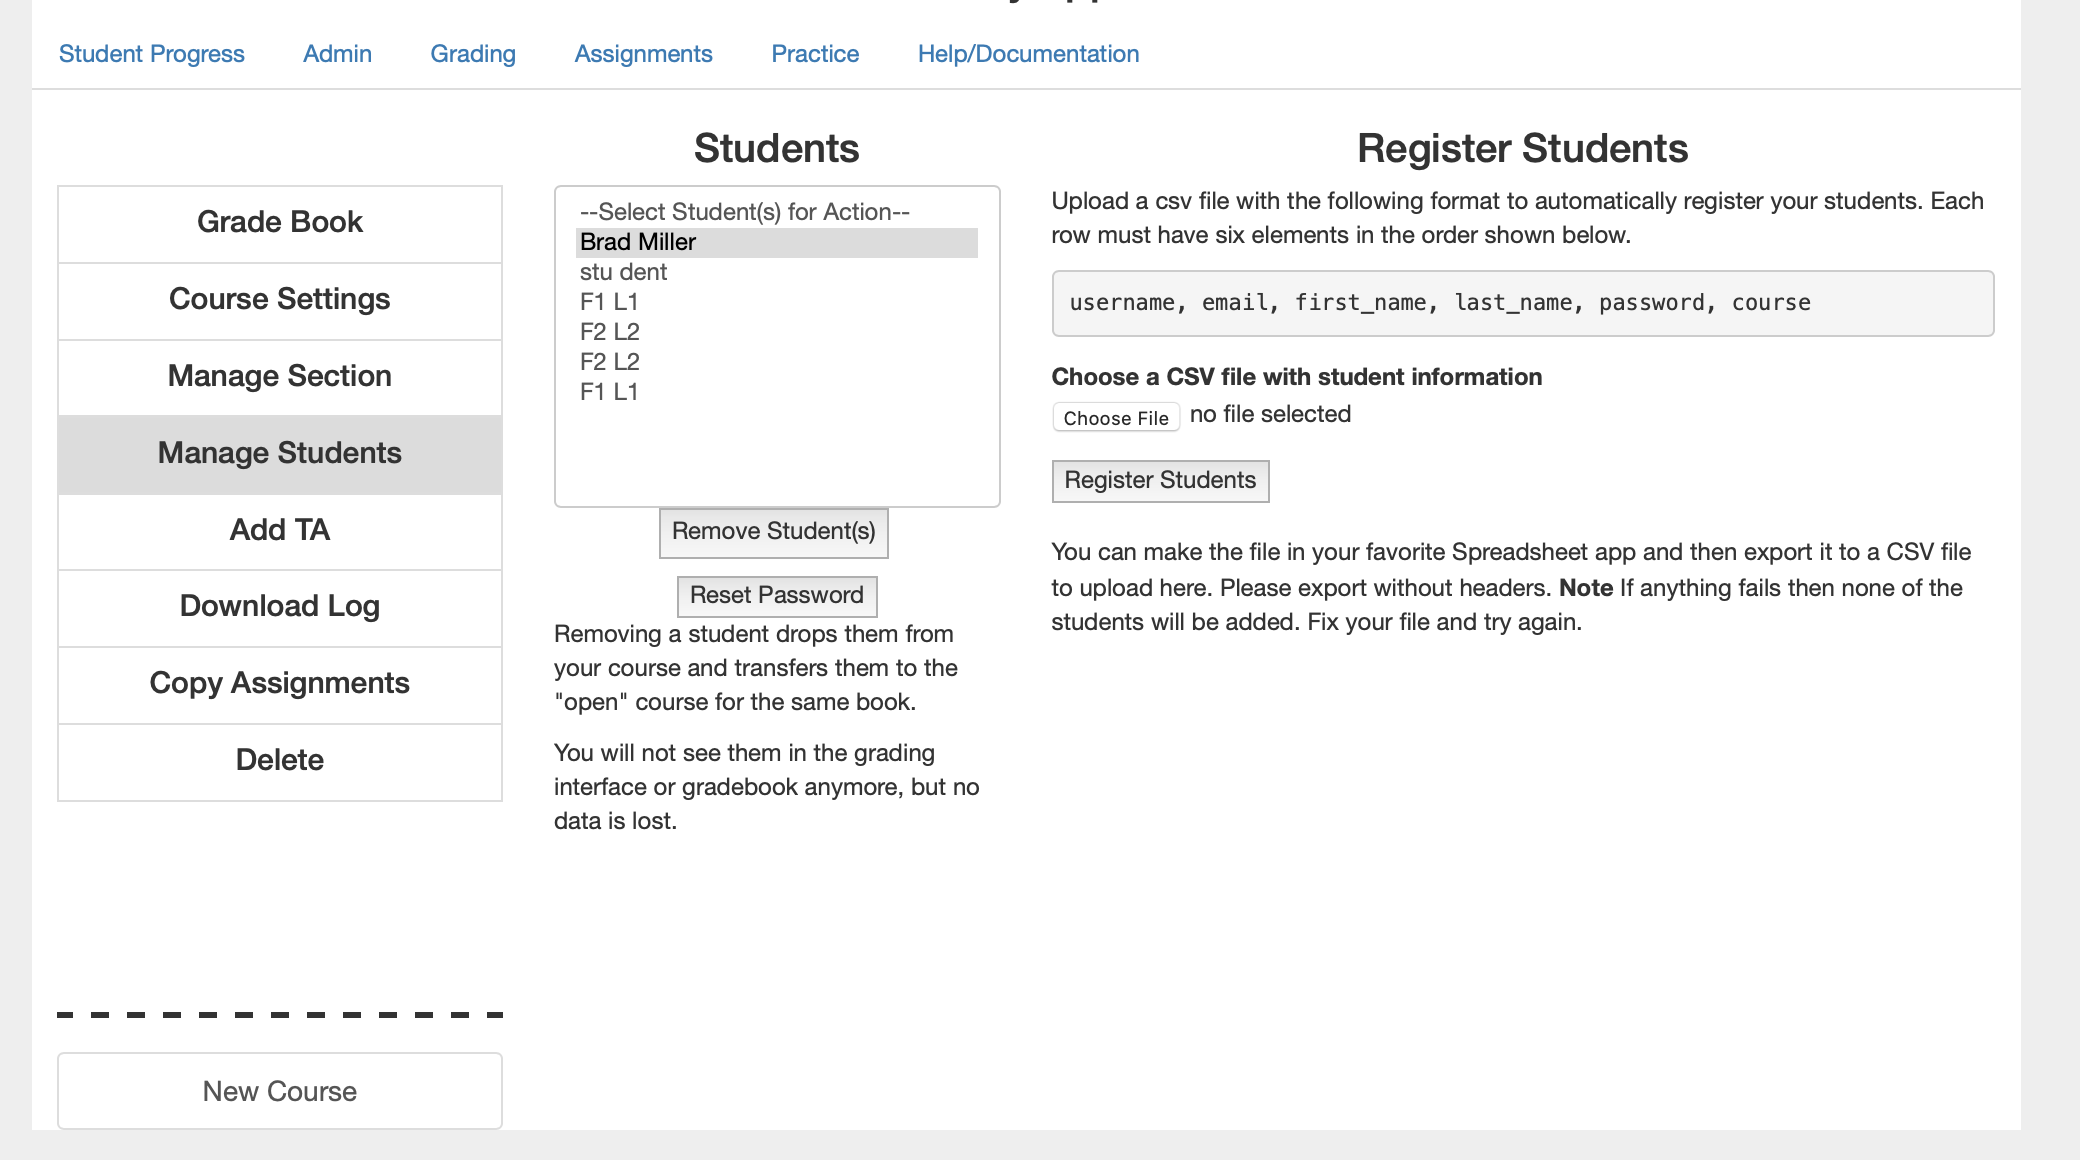 Student Progress Admin Grading Assignments Practice Help/Documentation
Grade Book
Course Settings
Manage Section
Manage Students
Add TA
Download Log
Copy Assignments
Delete
New Course
Students
--Select Student(s) for Action--
Brad Miller
stu dent
F1 L1
F2 L2
F2 L2
F1 L1
Remove Student(s)
Reset Password
Removing a student drops them from
your course and transfers them to the
"open" course for the same book.
You will not see them in the grading
interface or gradebook anymore, but no
data is lost.
Register Students
Upload a csv file with the following format to automatically register your students. Each
row must have six elements in the order shown below.
username, email, first_name, last_name, password, course
Choose a CSV file with student information
Choose File no file selected
Register Students
You can make the file in your favorite Spreadsheet app and then export it to a CSV file
to upload here. Please export without headers. Note If anything fails then none of the
students will be added. Fix your file and try again.